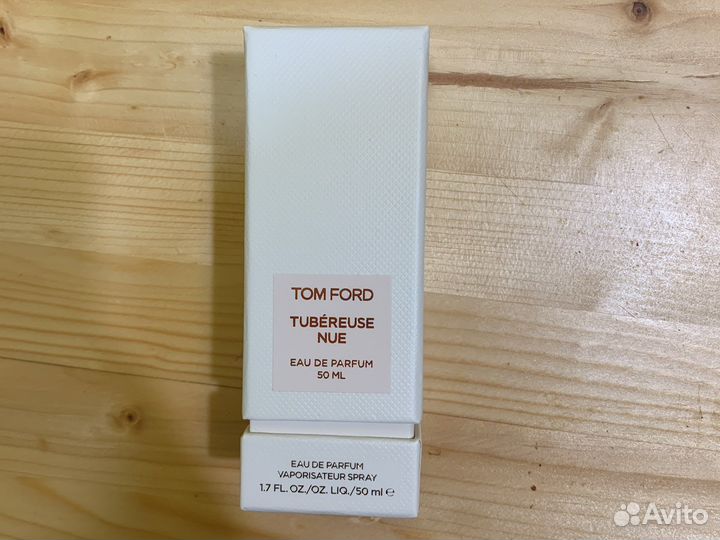 TOM FORD
TUBÉREUSE
NUE
EAU DE PARFUM
50 ML
EAU DE PARFUM
VAPORISATEUR SPRAY
1.7 FL. OZ./OZ. LIQ./50 ml ℮
Avito